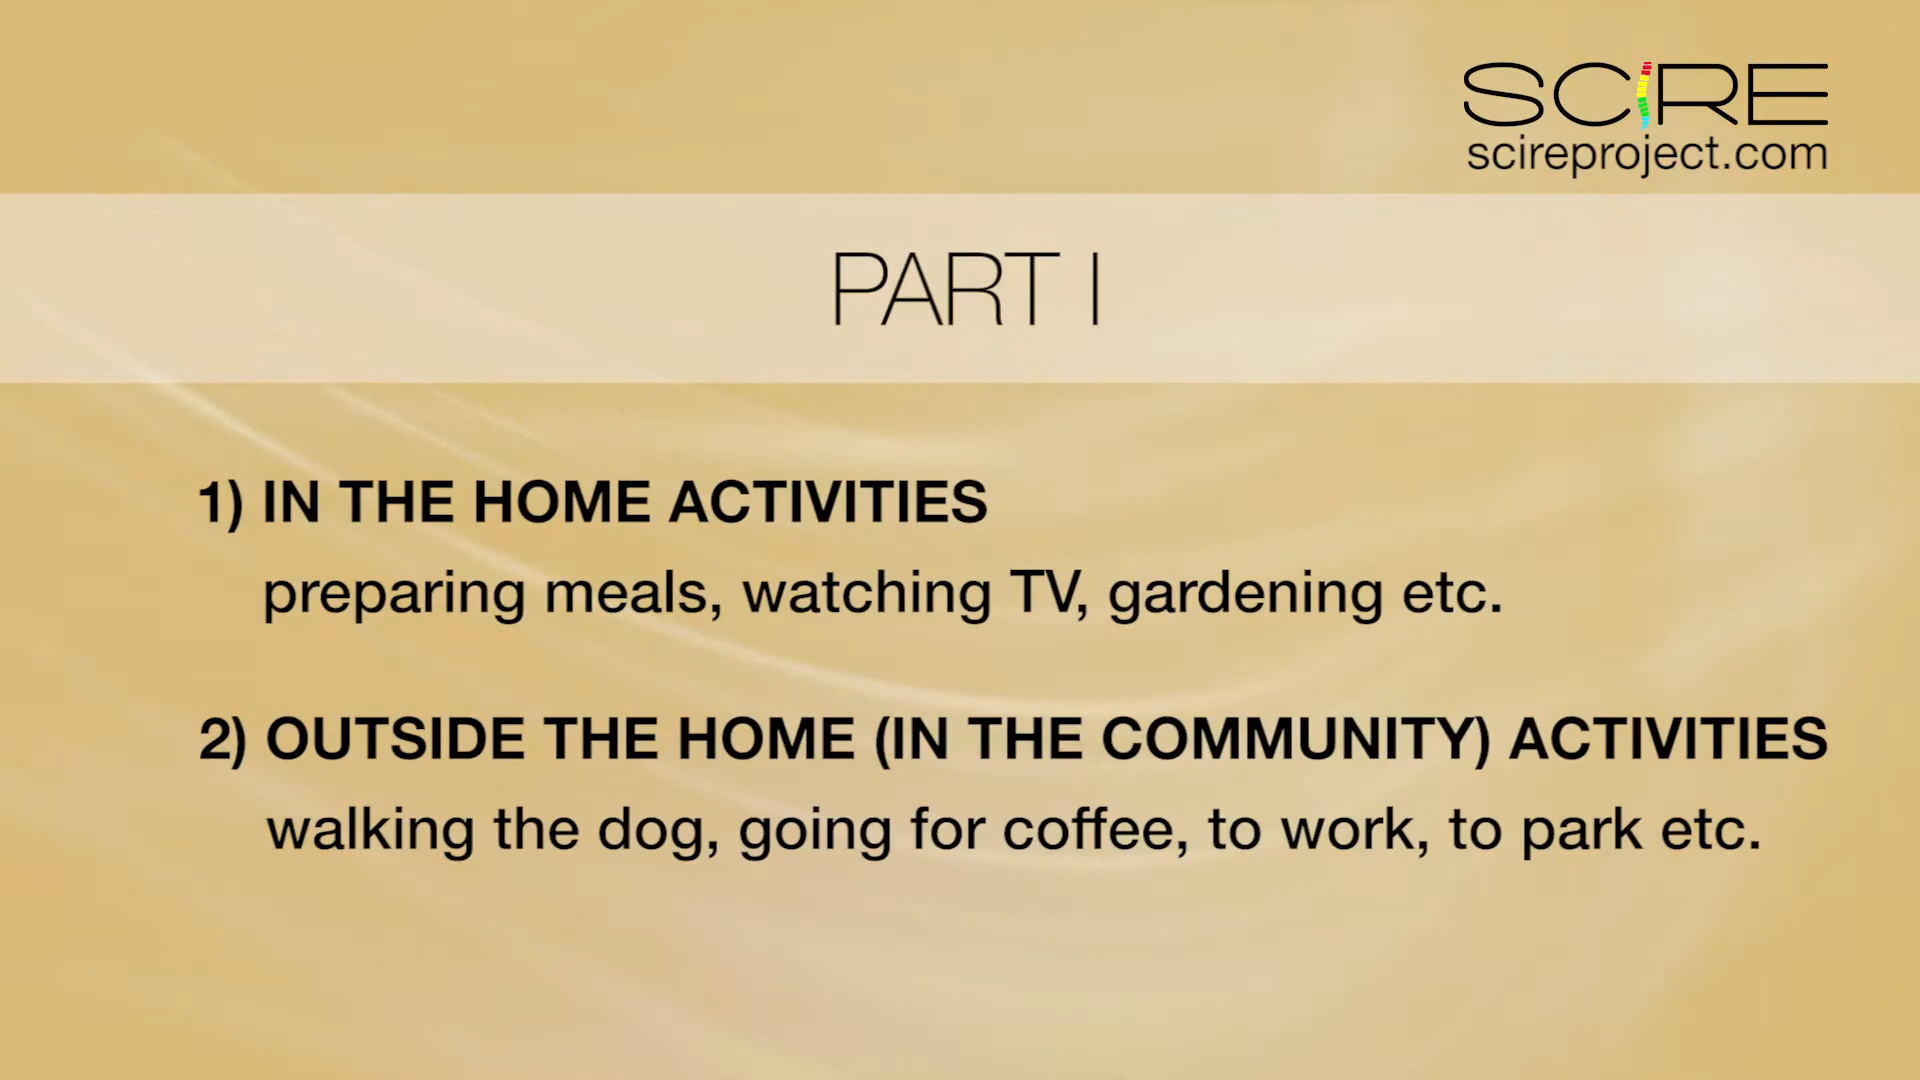 SCIRE
scireproject.com
PART I
1) IN THE HOME ACTIVITIES
preparing meals, watching TV, gardening etc.
2) OUTSIDE THE HOME (IN THE COMMUNITY) ACTIVITIES
walking the dog, going for coffee, to work, to park etc.